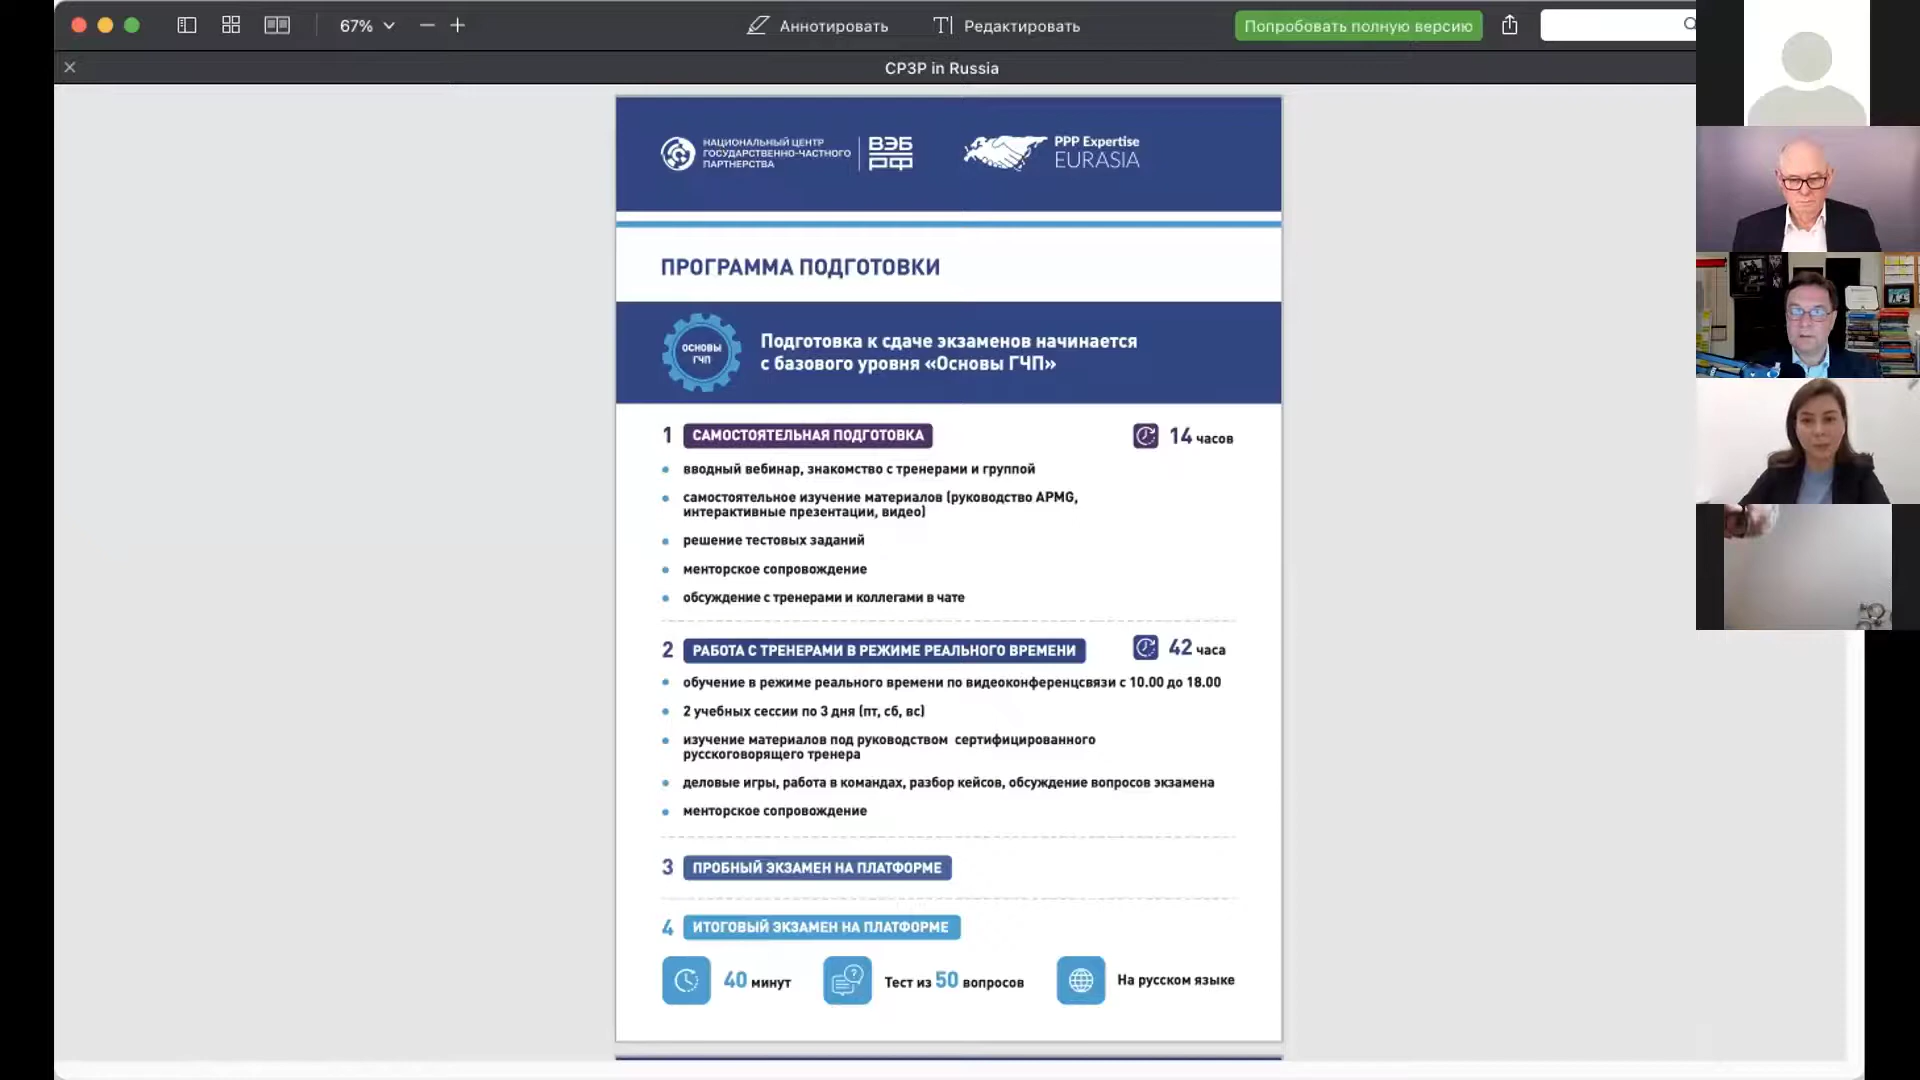 67%
Аннотировать
Редактировать
Попробовать полную версию
CP3P in Russia
НАЦИОНАЛЬНЫЙ ЦЕНТР
ГОСУДАРСТВЕННО-ЧАСТНОГО
ПАРТНЕРСТВА
ВЭБ
РФ
PPP Expertise
EURASIA
ПРОГРАММА ПОДГОТОВКИ
ОСНОВЫ
ГЧП
Подготовка к сдаче экзаменов начинается
с базового уровня «Основы ГЧП»
1 САМОСТОЯТЕЛЬНАЯ ПОДГОТОВКА
14 часов
вводный вебинар, знакомство с тренерами и группой
самостоятельное изучение материалов (руководство APMG,
интерактивные презентации, видео)
решение тестовых заданий
менторское сопровождение
обсуждение с тренерами и коллегами в чате
2 РАБОТА С ТРЕНЕРАМИ В РЕЖИМЕ РЕАЛЬНОГО ВРЕМЕНИ
42 часа
обучение в режиме реального времени по видеоконференцсвязи с 10.00 до 18.00
2 учебных сессии по 3 дня (пт, сб, вс)
изучение материалов под руководством сертифицированного
русскоговорящего тренера
деловые игры, работа в командах, разбор кейсов, обсуждение вопросов экзамена
менторское сопровождение
3 ПРОБНЫЙ ЭКЗАМЕН НА ПЛАТФОРМЕ
4 ИТОГОВЫЙ ЭКЗАМЕН НА ПЛАТФОРМЕ
40 минут
Тест из 50 вопросов
На русском языке